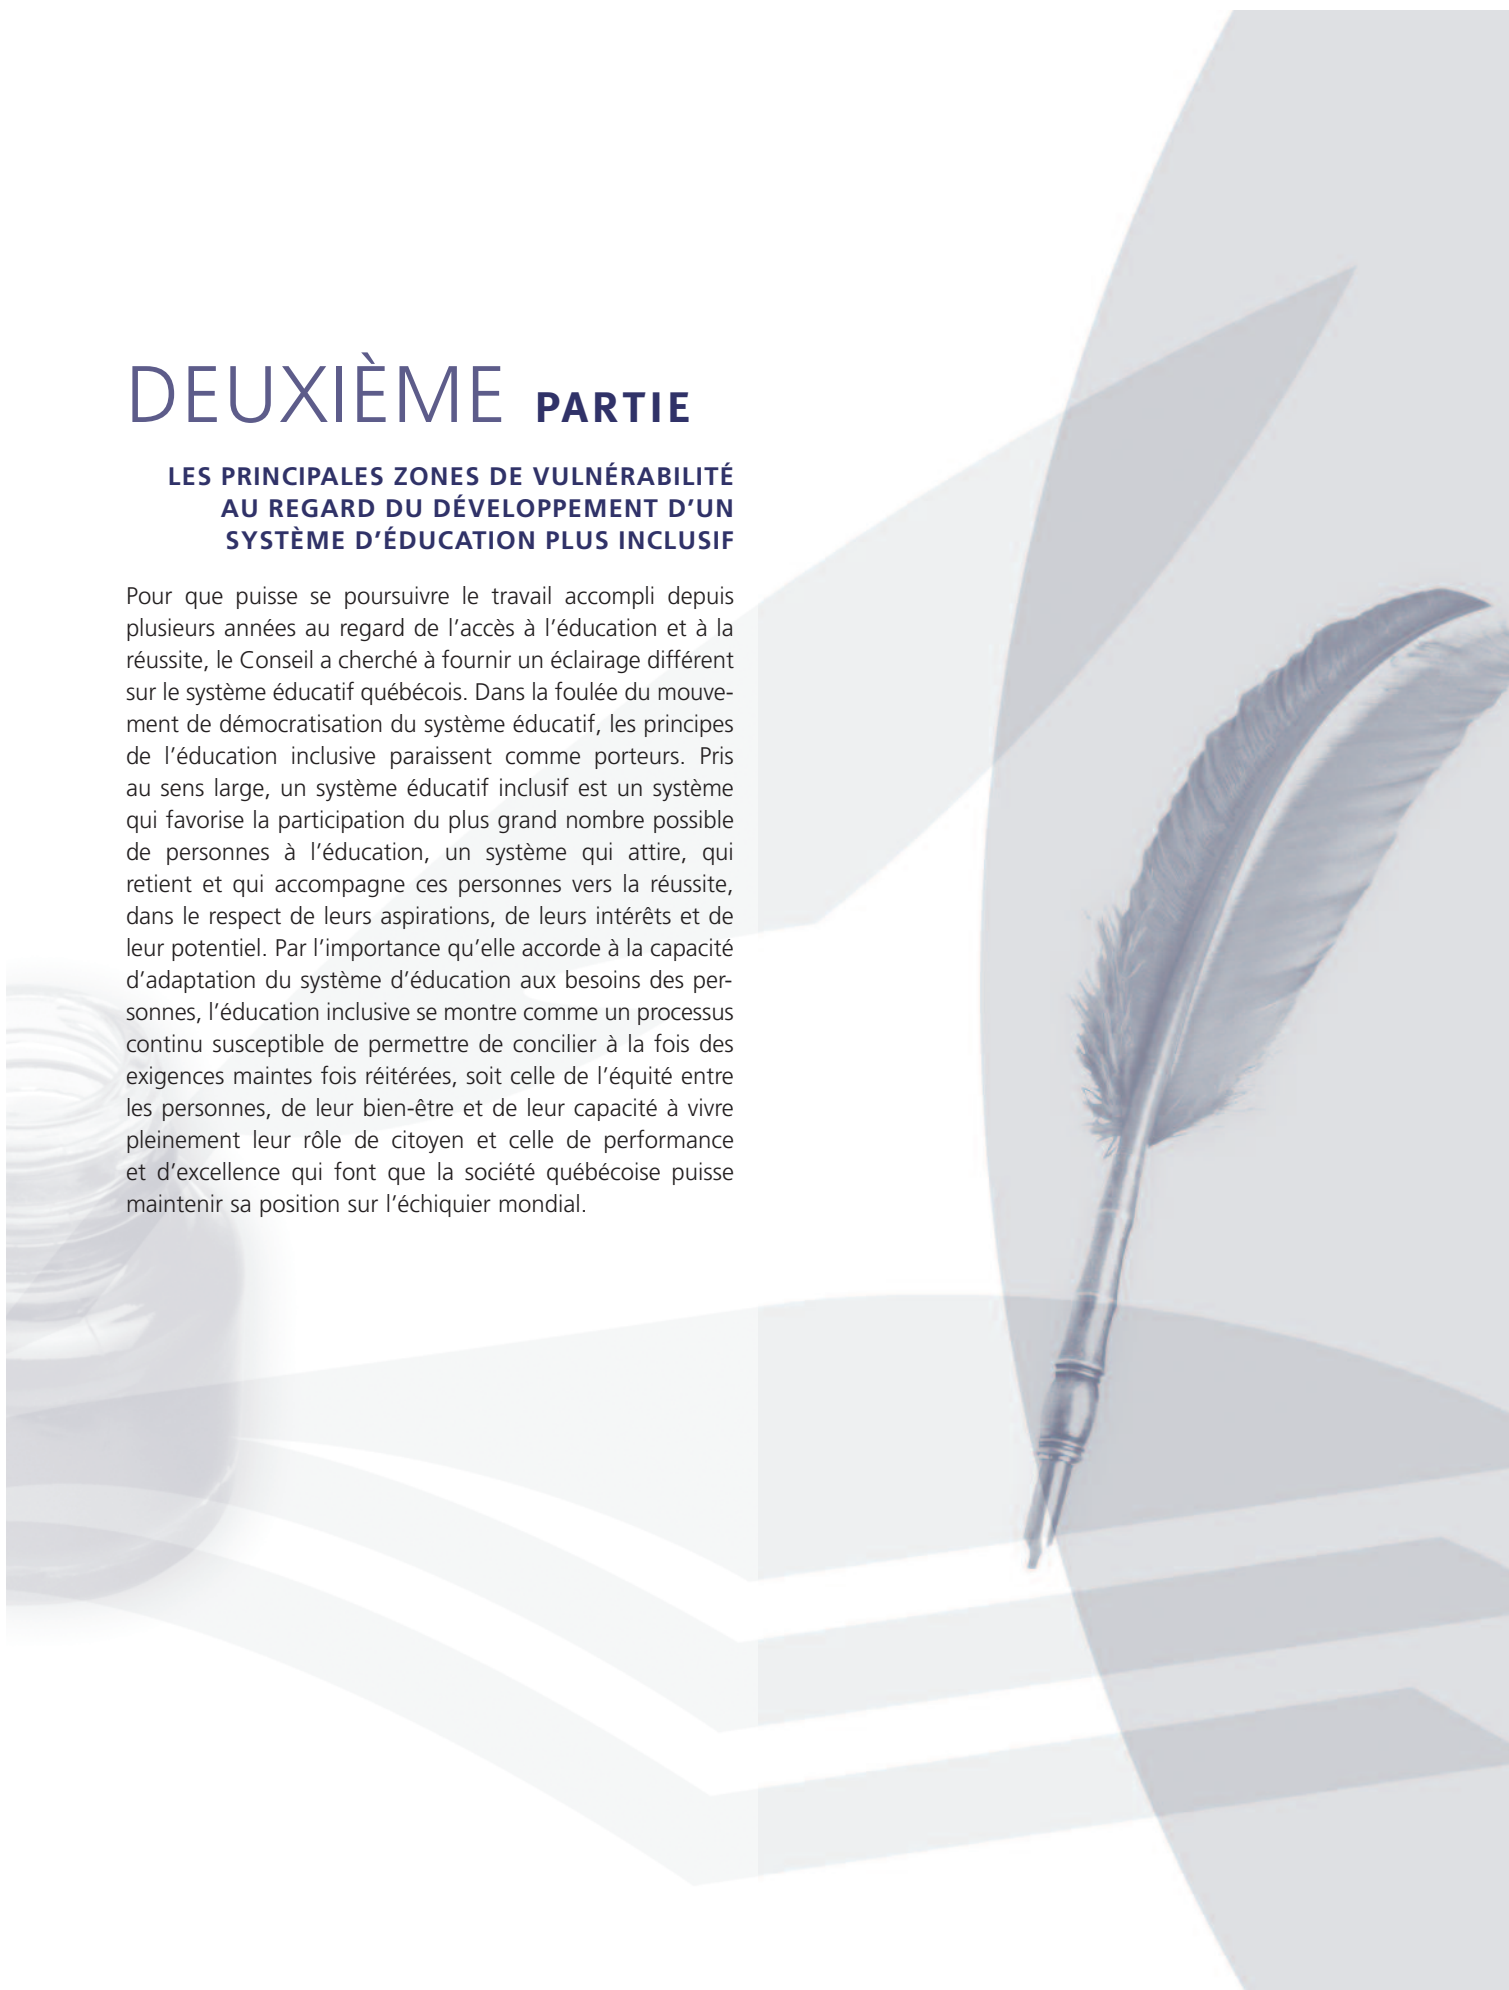 DEUXIÈME PARTIE
LES PRINCIPALES ZONES DE VULNÉRABILITÉ
AU REGARD DU DÉVELOPPEMENT D'UN
SYSTÈME D'ÉDUCATION PLUS INCLUSIF
Pour que puisse se poursuivre le travail accompli depuis
plusieurs années au regard de l'accès à l'éducation et à la
réussite, le Conseil a cherché à fournir un éclairage différent
sur le système éducatif québécois. Dans la foulée du mouve-
ment de démocratisation du système éducatif, les principes
de l'éducation inclusive paraissent comme porteurs. Pris
au sens large, un système éducatif inclusif est un système
qui favorise la participation du plus grand nombre possible
de personnes à l'éducation, un système qui attire, qui
retient et qui accompagne ces personnes vers la réussite,
dans le respect de leurs aspirations, de leurs intérêts et de
leur potentiel. Par l'importance qu'elle accorde à la capacité
d'adaptation du système d'éducation aux besoins des per-
sonnes, l'éducation inclusive se montre comme un processus
continu susceptible de permettre de concilier à la fois des
exigences maintes fois réitérées, soit celle de l'équité entre
les personnes, de leur bien-être et de leur capacité à vivre
pleinement leur rôle de citoyen et celle de performance
et d'excellence qui font que la société québécoise puisse
maintenir sa position sur l'échiquier mondial.